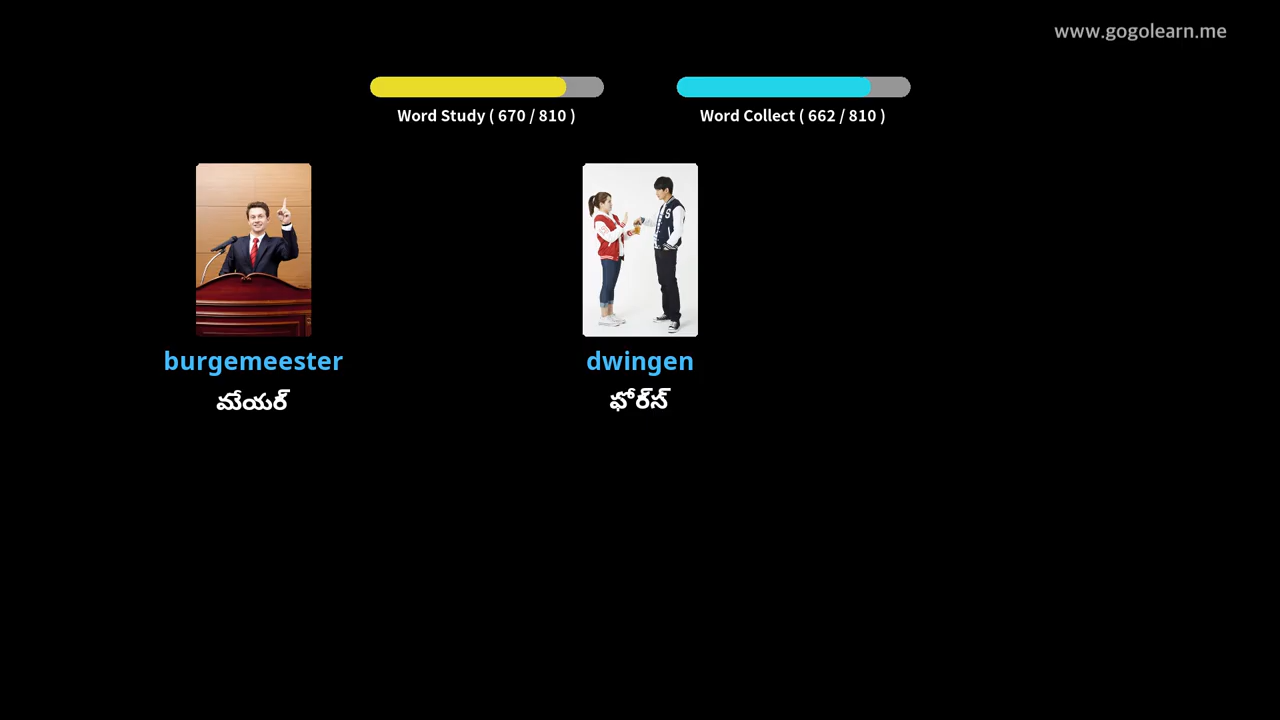 www.gogolearn.me
Word Study ( 670 / 810 )
Word Collect ( 662 / 810 )
burgemeester
మేయర్
dwingen
ఫోర్స్